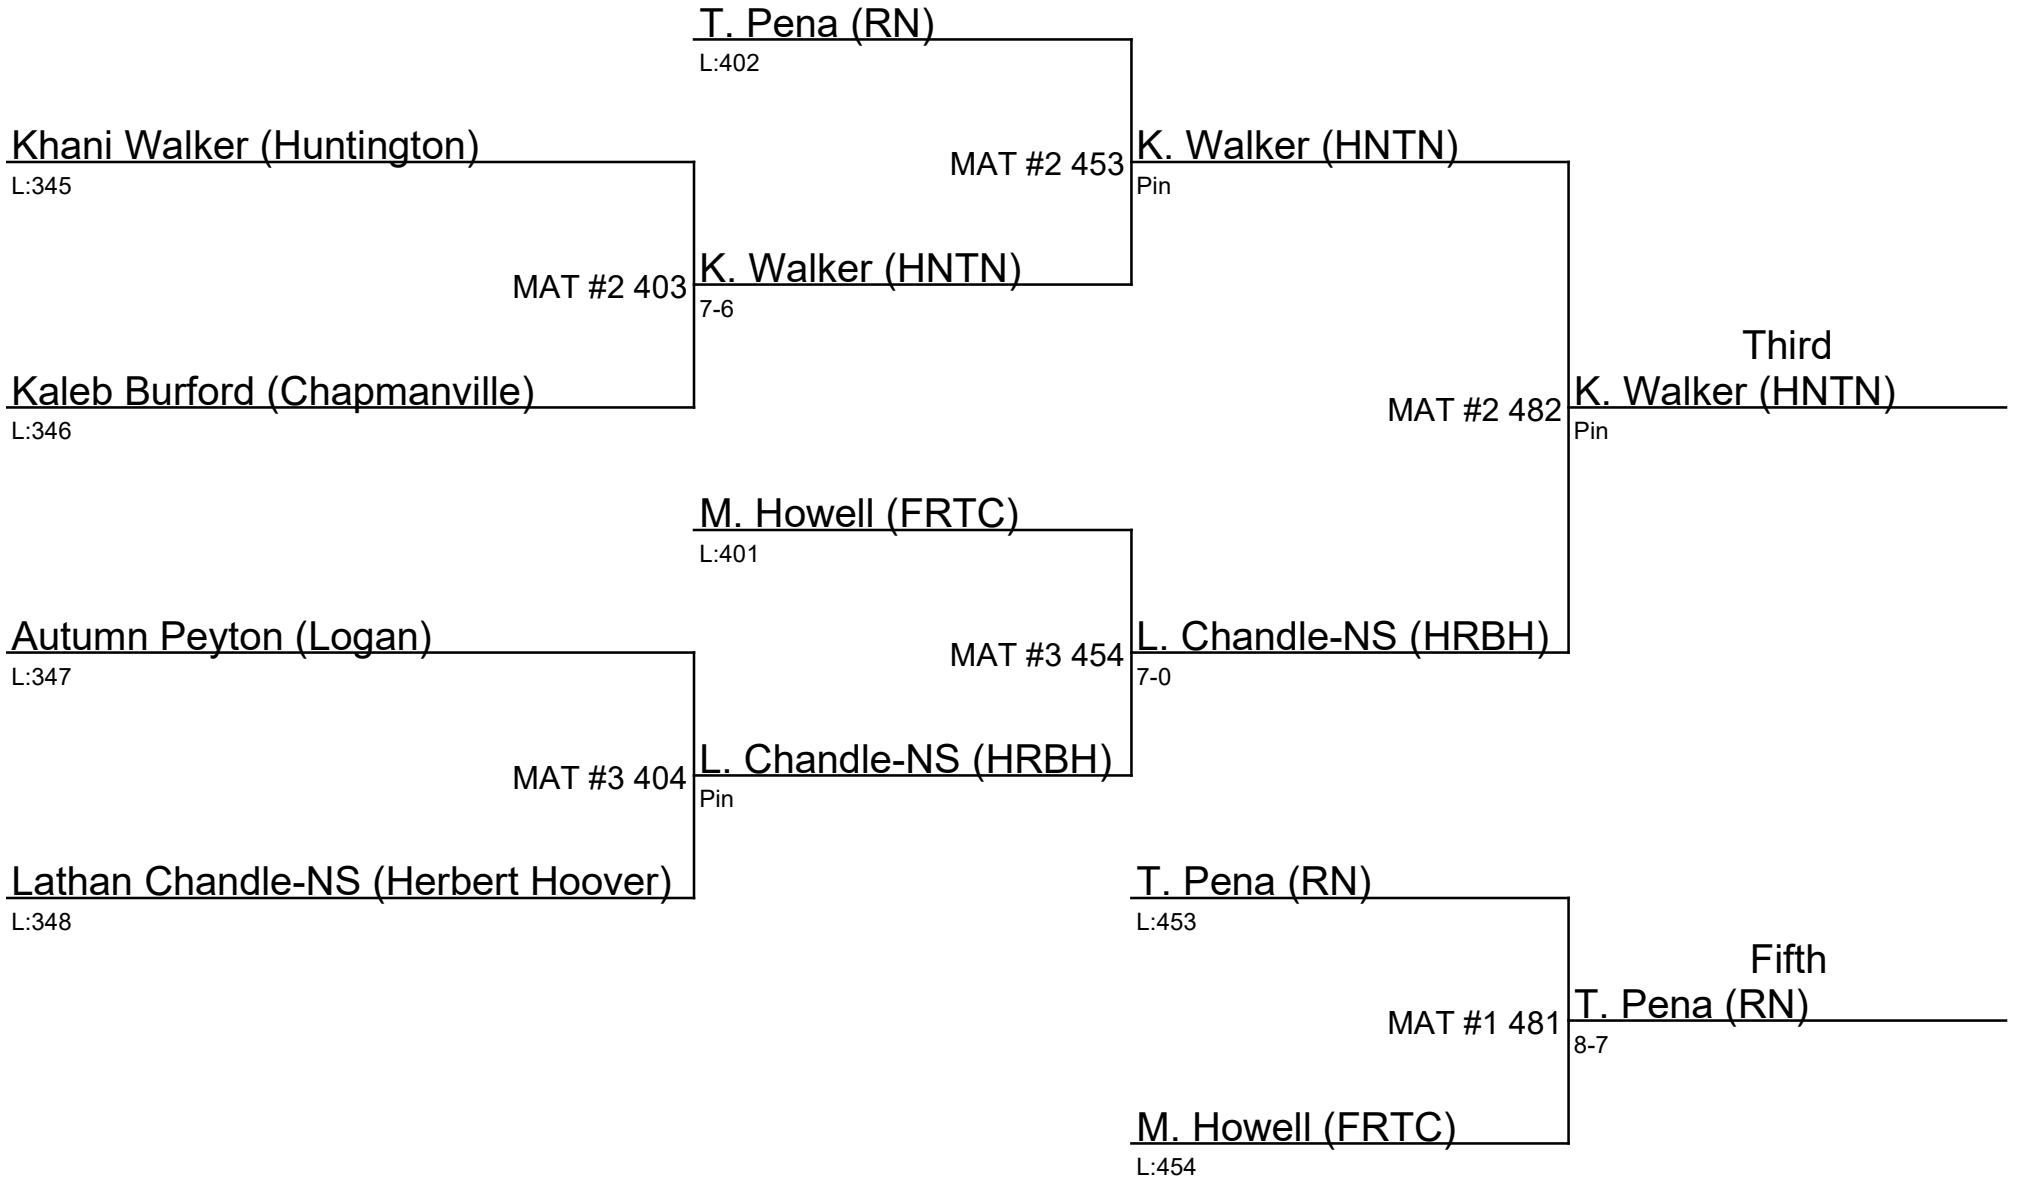 T. Pena (RN)
L:402
Khani Walker (Huntington)
L:345
MAT #2 453
K. Walker (HNTN)
Pin
MAT #2 403
K. Walker (HNTN)
7-6
Third
Kaleb Burford (Chapmanville)
L:346
MAT #2 482
K. Walker (HNTN)
Pin
M. Howell (FRTC)
L:401
Autumn Peyton (Logan)
L:347
MAT #3 454
L. Chandle-NS (HRBH)
7-0
MAT #3 404
L. Chandle-NS (HRBH)
Pin
Lathan Chandle-NS (Herbert Hoover)
L:348
T. Pena (RN)
L:453
Fifth
MAT #1 481
T. Pena (RN)
8-7
M. Howell (FRTC)
L:454